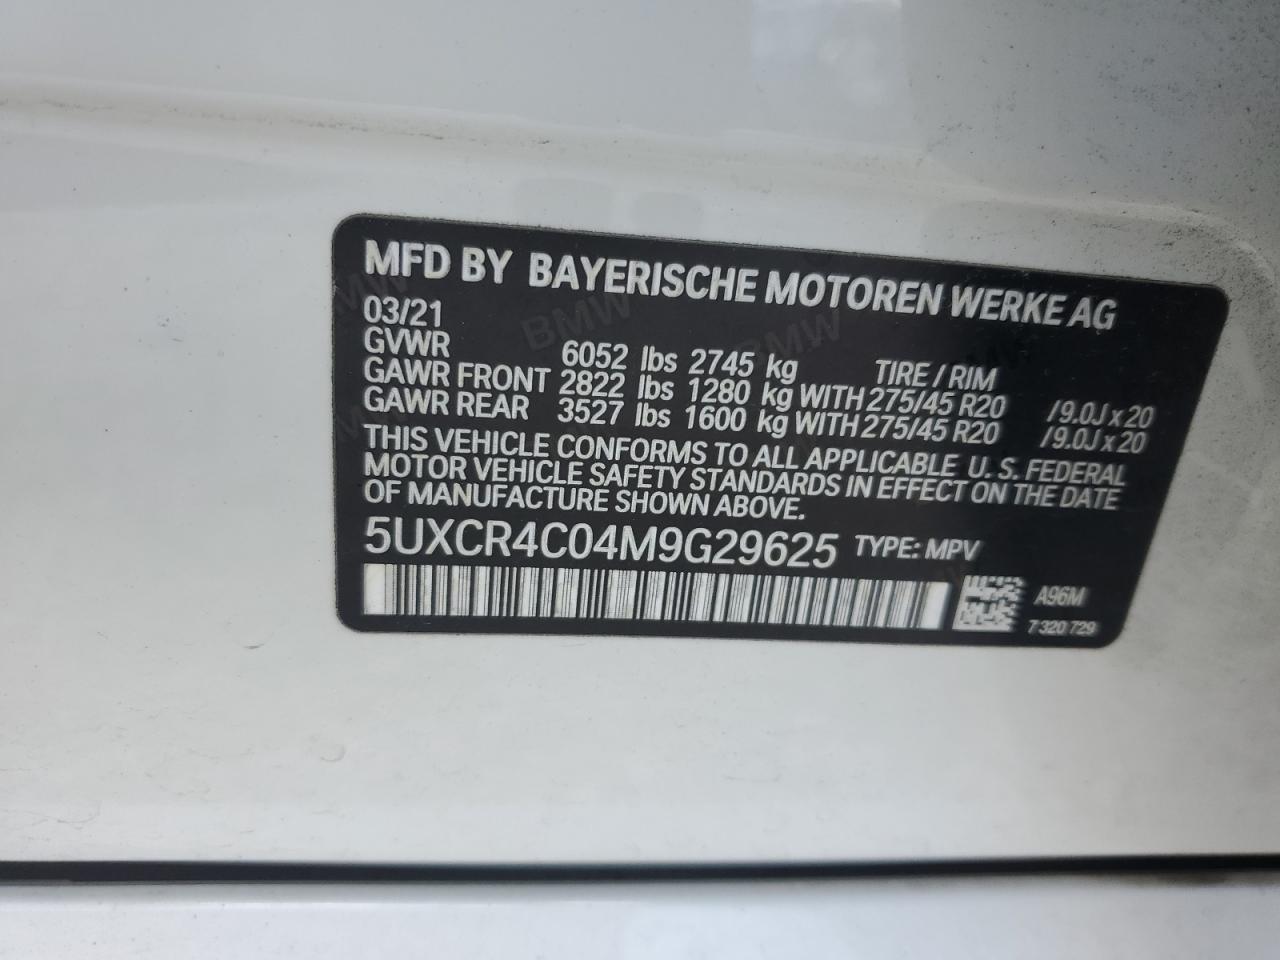 MFD BY BAYERISCHE MOTOREN WERKE AG
03/21
GVWR 6052 lbs 2745 kg TIRE / RIM
GAWR FRONT 2822 lbs 1280 kg WITH 275/45 R20 /9.0J x 20
GAWR REAR 3527 lbs 1600 kg WITH 275/45 R20 /9.0J x 20
THIS VEHICLE CONFORMS TO ALL APPLICABLE U. S. FEDERAL
MOTOR VEHICLE SAFETY STANDARDS IN EFFECT ON THE DATE
OF MANUFACTURE SHOWN ABOVE.
5UXCR4C04M9G29625 TYPE: MPV
A96M
7 320 729
BMW
BMW